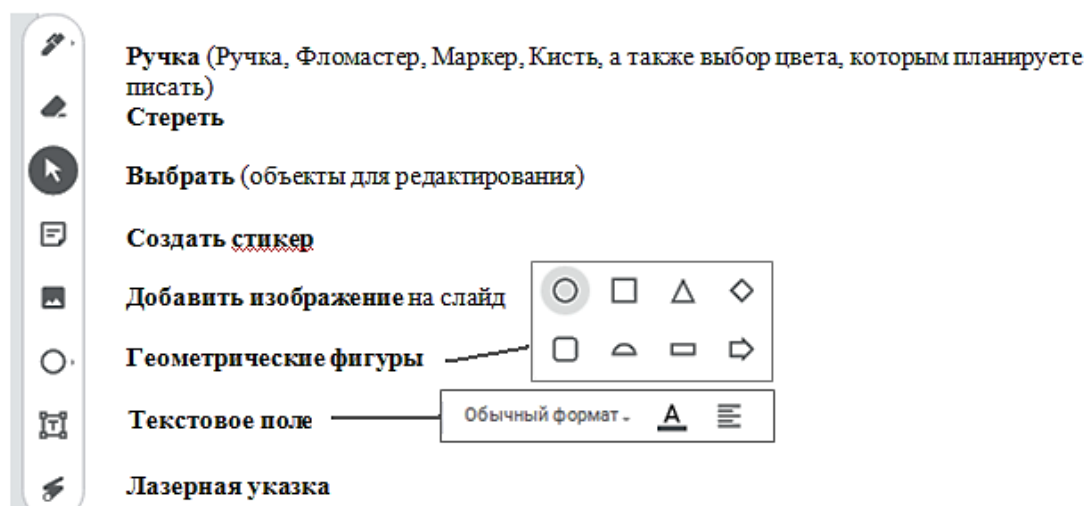 Ручка (Ручка, Фломастер, Маркер, Кисть, а также выбор цвета, которым планируете
писать)
Стереть
Выбрать (объекты для редактирования)
Создать стикер
Добавить изображение на слайд
Геометрические фигуры
Текстовое поле
Обычный формат
Лазерная указка